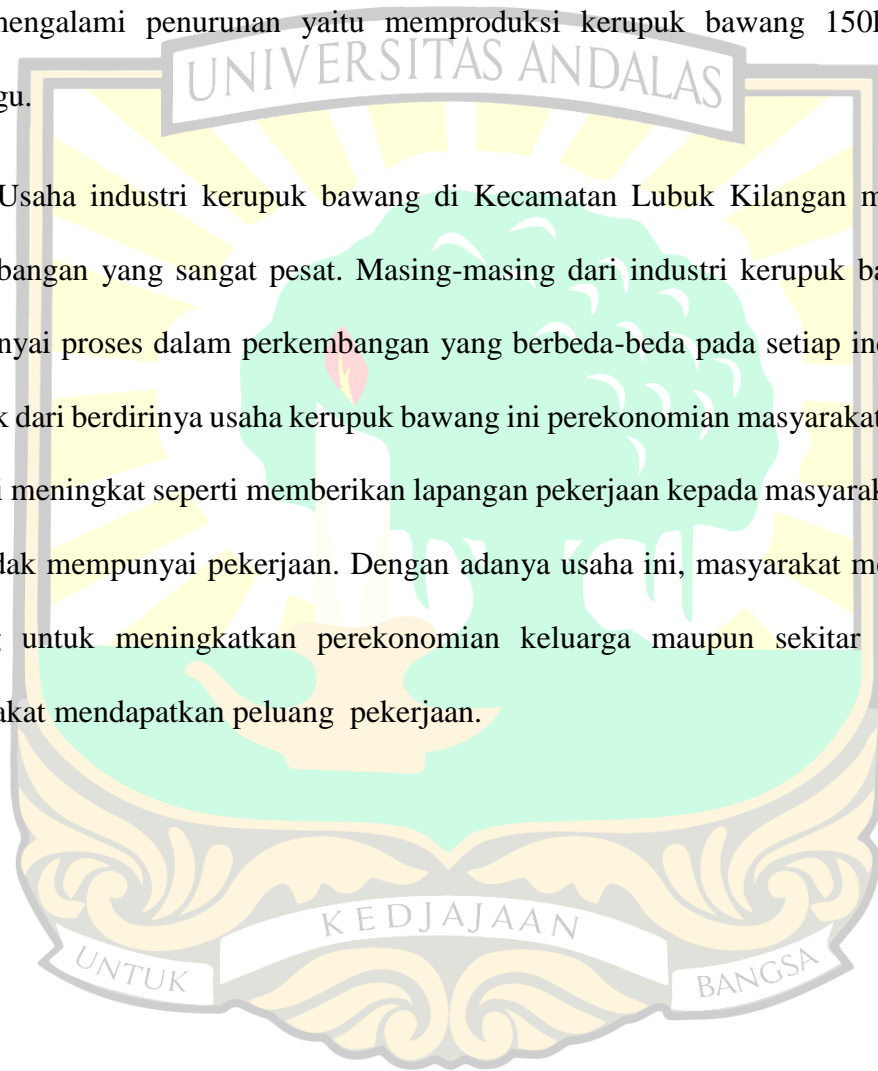 mengalami penurunan yaitu memproduksi kerupuk bawang 150
gu.
UNIVERSITAS ANDALAS
Usaha industri kerupuk bawang di Kecamatan Lubuk Kilangan m
bangan yang sangat pesat. Masing-masing dari industri kerupuk ba
nyai proses dalam perkembangan yang berbeda-beda pada setiap in
k dari berdirinya usaha kerupuk bawang ini perekonomian masyarakat
i meningkat seperti memberikan lapangan pekerjaan kepada masyarak
dak mempunyai pekerjaan. Dengan adanya usaha ini, masyarakat me
untuk meningkatkan perekonomian keluarga maupun sekitar
akat mendapatkan peluang pekerjaan.
UNTUK KEDJAJAAN BANGSA